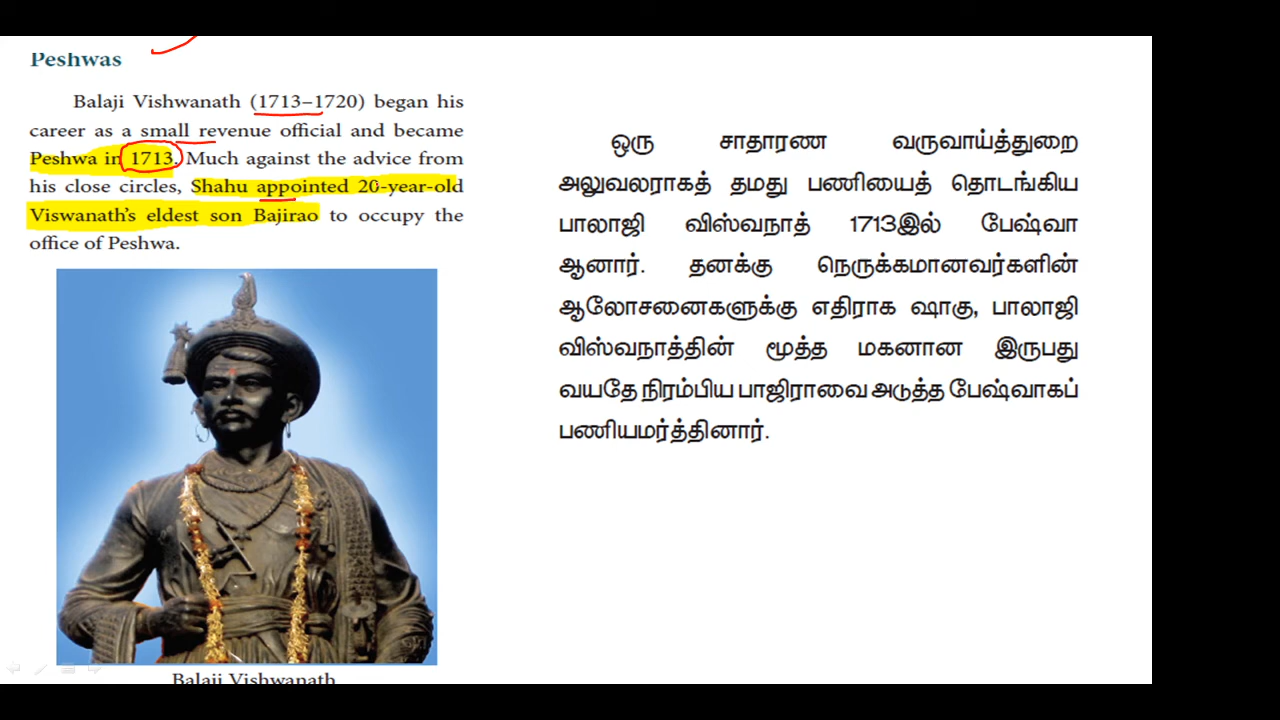 Peshwas
Balaji Vishwanath (1713–1720) began his
career as a small revenue official and became
Peshwa in 1713. Much against the advice from
his close circles, Shahu appointed 20-year-old
Viswanath's eldest son Bajirao to occupy the
office of Peshwa.
Balaji Vishwanath
ஒரு சாதாரண வருவாய்த்துறை
அலுவலராகத் தமது பணியைத் தொடங்கிய
பாலாஜி விஸ்வநாத் 1713இல் பேஷ்வா
ஆனார். தனக்கு நெருக்கமானவர்களின்
ஆலோசனைகளுக்கு எதிராக ஷாகு, பாலாஜி
விஸ்வநாத்தின் மூத்த மகனான இருபது
வயதே நிரம்பிய பாஜிராவை அடுத்த பேஷ்வாகப்
பணியமர்த்தினார்.